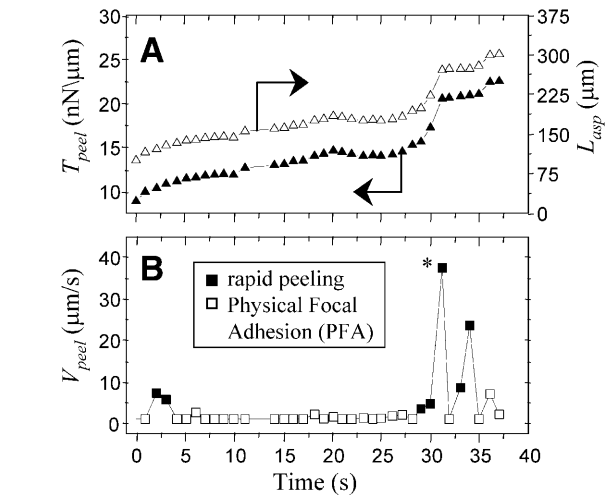 A
T_peel (nN\μm)
30
25
20
15
10
375
300
225
150
75
0
L_asp (μm)
B
V_peel (μm/s)
40
30
20
10
0
rapid peeling
Physical Focal
Adhesion (PFA)
*
0 5 10 15 20 25 30 35 40
Time (s)